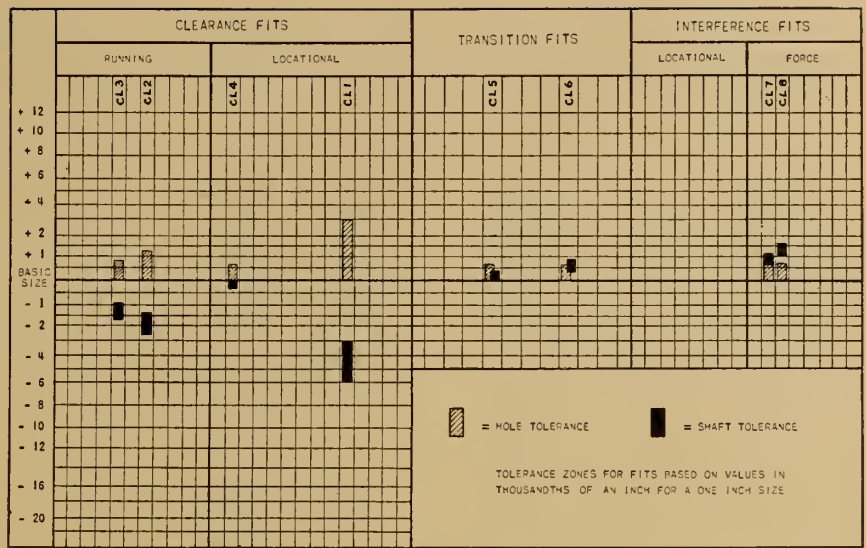 CLEARANCE FITS
TRANSITION FITS
INTERFERENCE FITS
RUNNING
LOCATIONAL
LOCATIONAL
FORCE
CL3
CL2
CL4
CL1
CL5
CL6
CL7
CL8
+ 12
+ 10
+ 8
+ 6
+ 4
+ 2
+ 1
BASIC
SIZE
- 1
- 2
- 4
- 6
- 8
- 10
- 12
- 16
- 20
= HOLE TOLERANCE
= SHAFT TOLERANCE
TOLERANCE ZONES FOR FITS BASED ON VALUES IN
THOUSANDTHS OF AN INCH FOR A ONE INCH SIZE